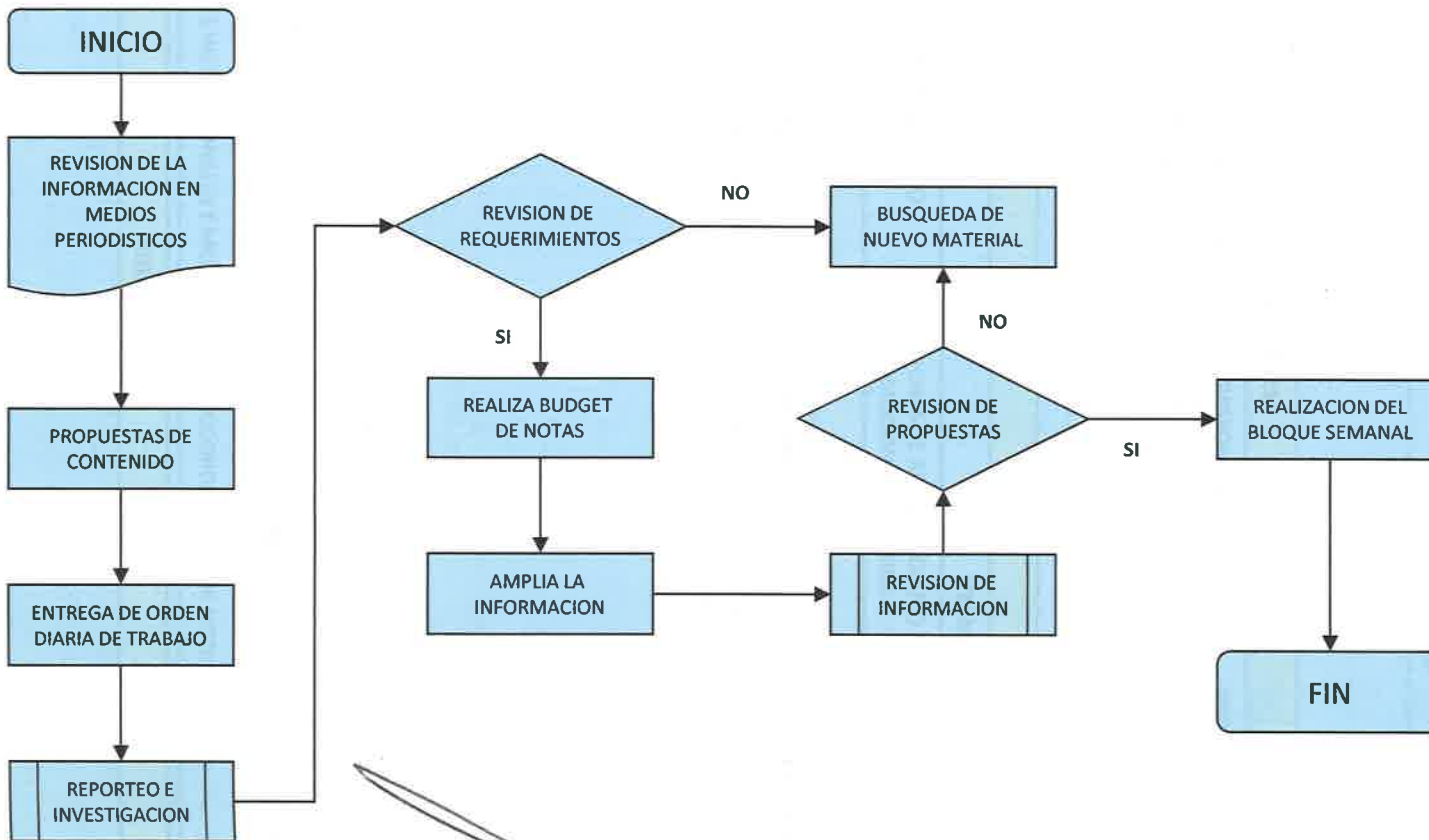 INICIO
REVISION DE LA
INFORMACION EN
MEDIOS
PERIODISTICOS
PROPUESTAS DE
CONTENIDO
ENTREGA DE ORDEN
DIARIA DE TRABAJO
REPORTEO E
INVESTIGACION
REVISION DE
REQUERIMIENTOS
NO
BUSQUEDA DE
NUEVO MATERIAL
SI
REALIZA BUDGET
DE NOTAS
AMPLIA LA
INFORMACION
REVISION DE
INFORMACION
REVISION DE
PROPUESTAS
NO
SI
REALIZACION DEL
BLOQUE SEMANAL
FIN